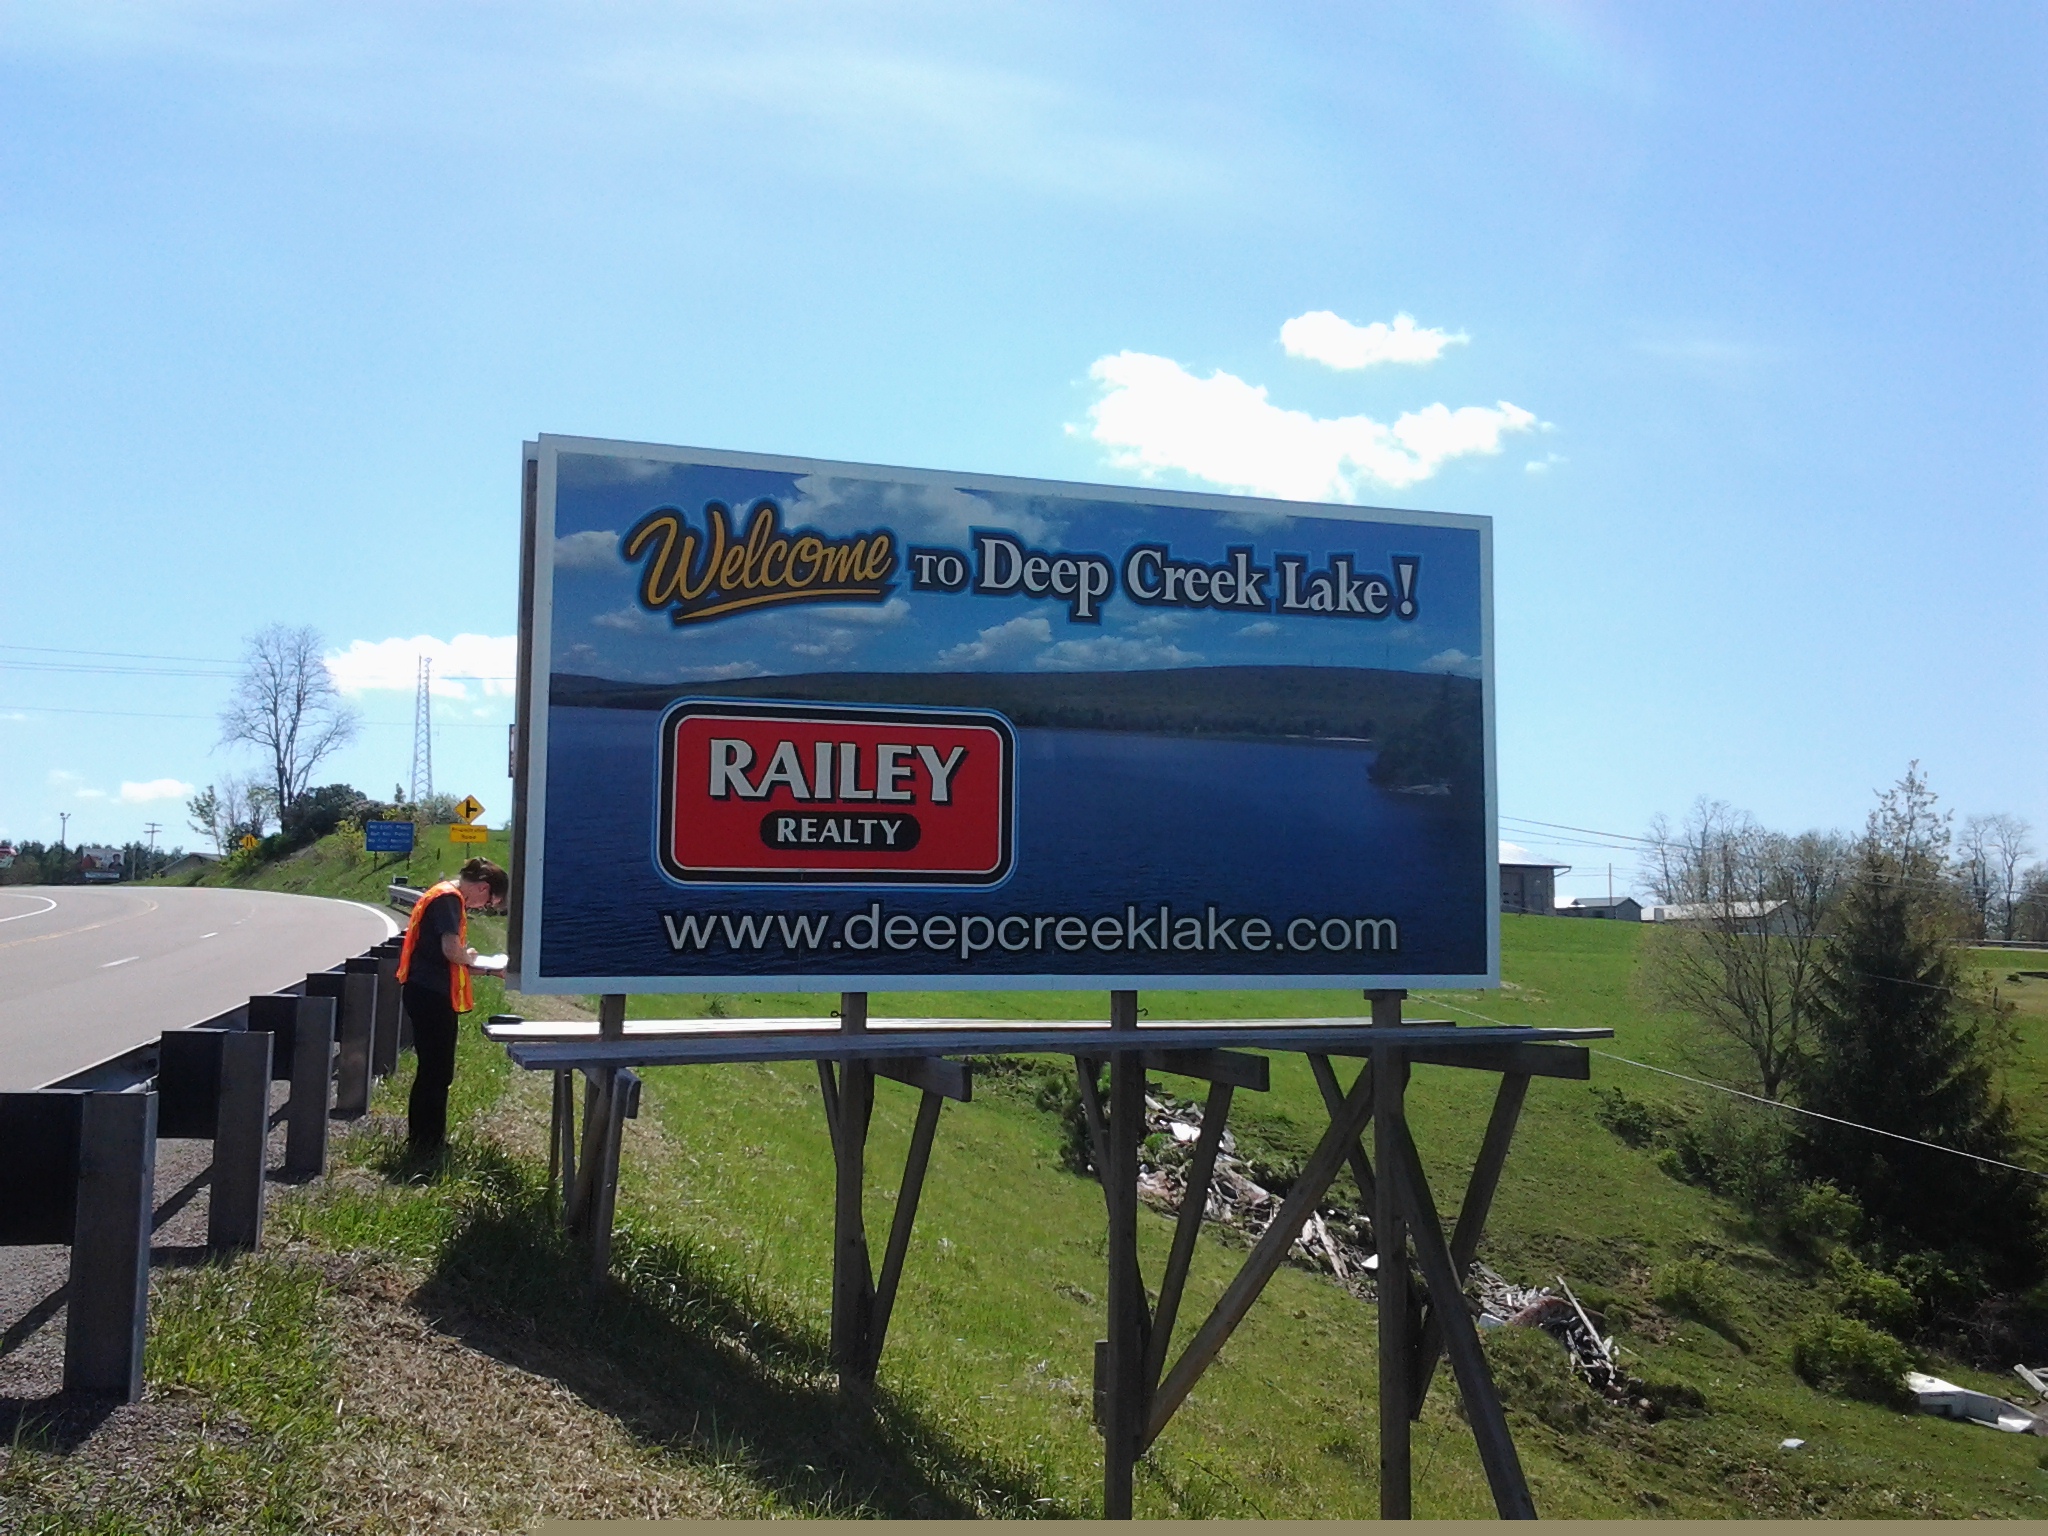 Welcome TO Deep Creek Lake!
RAILEY
REALTY
www.deepcreeklake.com